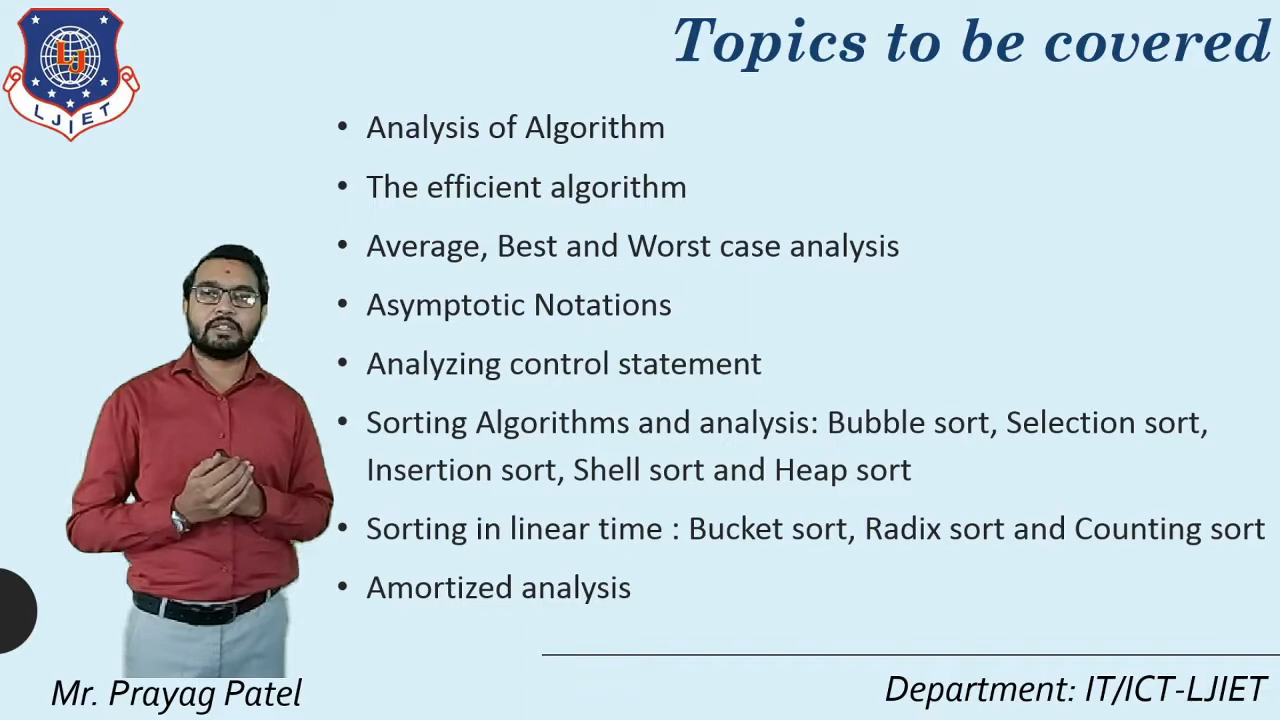 LJ
LJIET
Topics to be covered
• Analysis of Algorithm
• The efficient algorithm
• Average, Best and Worst case analysis
• Asymptotic Notations
• Analyzing control statement
• Sorting Algorithms and analysis: Bubble sort, Selection sort,
Insertion sort, Shell sort and Heap sort
• Sorting in linear time : Bucket sort, Radix sort and Counting sort
• Amortized analysis
Mr. Prayag Patel
Department: IT/ICT-LJIET